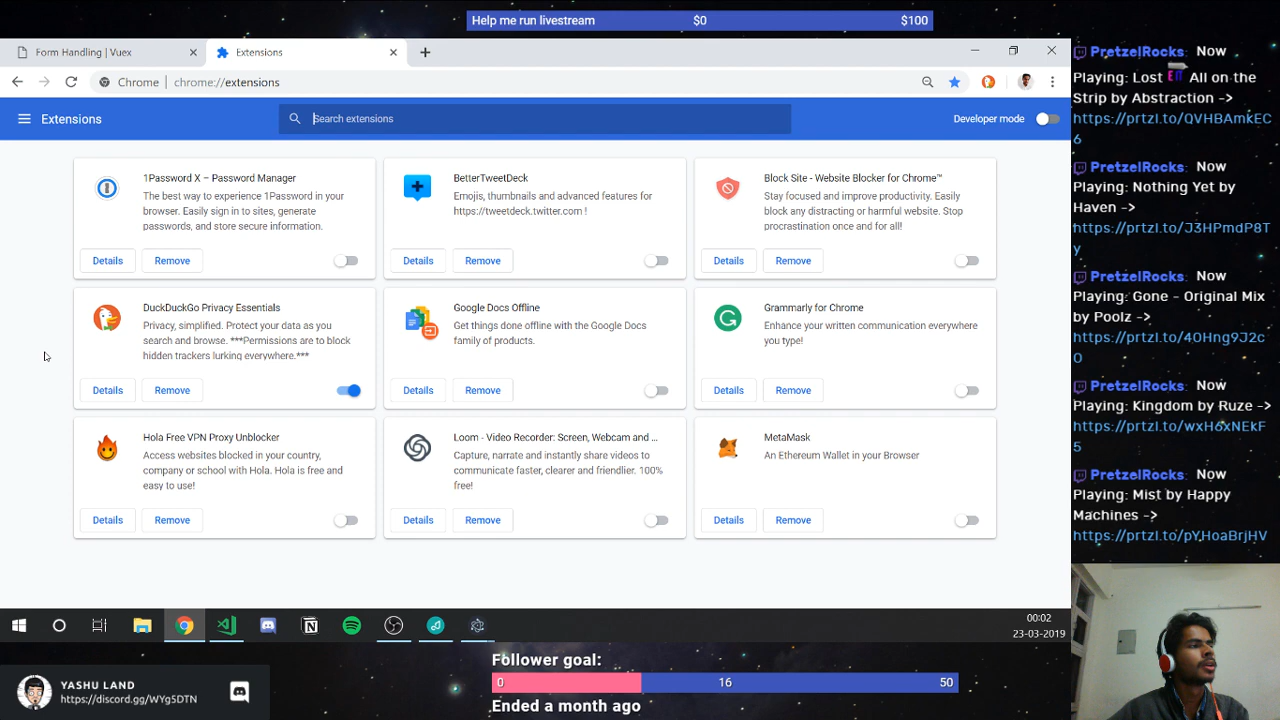 Help me run livestream $0 $100
Form Handling | Vuex
Extensions
Chrome chrome://extensions
Extensions
Search extensions
Developer mode
1Password X – Password Manager
The best way to experience 1Password in your
browser. Easily sign in to sites, generate
passwords, and store secure information.
Details Remove
BetterTweetDeck
Emojis, thumbnails and advanced features for
https://tweetdeck.twitter.com !
Details Remove
Block Site - Website Blocker for Chrome™
Stay focused and improve productivity. Easily
block any distracting or harmful website. Stop
procrastination once and for all!
Details Remove
DuckDuckGo Privacy Essentials
Privacy, simplified. Protect your data as you
search and browse. ***Permissions are to block
hidden trackers lurking everywhere.***
Details Remove
Google Docs Offline
Get things done offline with the Google Docs
family of products.
Details Remove
Grammarly for Chrome
Enhance your written communication everywhere
you type!
Details Remove
Hola Free VPN Proxy Unblocker
Access websites blocked in your country,
company or school with Hola. Hola is free and
easy to use!
Details Remove
Loom - Video Recorder: Screen, Webcam and ...
Capture, narrate and instantly share videos to
communicate faster, clearer and friendlier. 100%
free!
Details Remove
MetaMask
An Ethereum Wallet in your Browser
Details Remove
00:02
23-03-2019
PretzelRocks: Now
Playing: Lost All on the
Strip by Abstraction ->
https://prtzl.to/QVHBAmkEC
6
PretzelRocks: Now
Playing: Nothing Yet by
Haven ->
https://prtzl.to/J3HPmdP8T
y
PretzelRocks: Now
Playing: Gone - Original Mix
by Poolz ->
https://prtzl.to/4OHng9J2c
O
PretzelRocks: Now
Playing: Kingdom by Ruze ->
https://prtzl.to/wxH6xNEkF
5
PretzelRocks: Now
Playing: Mist by Happy
Machines ->
https://prtzl.to/pYJHoaBrjHV
YASHU LAND
https://discord.gg/WYg5DTN
Follower goal:
0 16 50
Ended a month ago